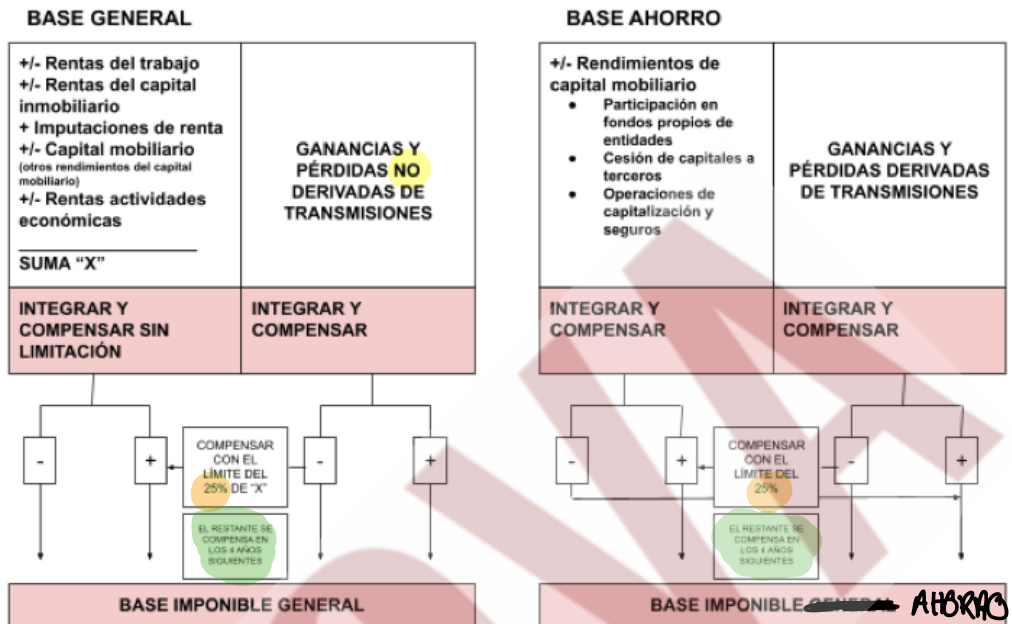 BASE GENERAL
+/- Rentas del trabajo
+/- Rentas del capital
inmobiliario
+ Imputaciones de renta
+/- Capital mobiliario
(otros rendimientos del capital
mobiliario)
+/- Rentas actividades
económicas
SUMA “X”
GANANCIAS Y
PÉRDIDAS NO
DERIVADAS DE
TRANSMISIONES
INTEGRAR Y
COMPENSAR SIN
LIMITACIÓN
INTEGRAR Y
COMPENSAR
-
+
COMPENSAR
CON EL
LÍMITE DEL
25% DE “X”
-
+
EL RESTANTE SE
COMPENSA EN
LOS 4 AÑOS
SIGUIENTES
BASE IMPONIBLE GENERAL
BASE AHORRO
+/- Rendimientos de
capital mobiliario
● Participación en
fondos propios de
entidades
● Cesión de capitales a
terceros
● Operaciones de
capitalización y
seguros
GANANCIAS Y
PÉRDIDAS DERIVADAS
DE TRANSMISIONES
INTEGRAR Y
COMPENSAR
INTEGRAR Y
COMPENSAR
-
+
COMPENSAR
CON EL
LÍMITE DEL
25%
-
+
EL RESTANTE SE
COMPENSA EN
LOS 4 AÑOS
SIGUIENTES
BASE IMPONIBLE GENERAL AHORRO